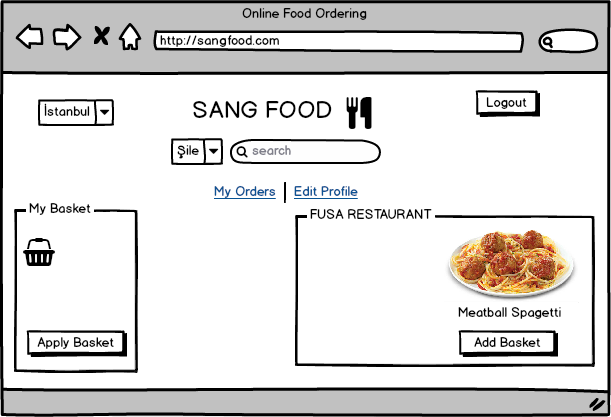 Online Food Ordering
http://sangfood.com
İstanbul
SANG FOOD
Logout
Şile
search
My Orders
Edit Profile
My Basket
FUSA RESTAURANT
Meatball Spagetti
Apply Basket
Add Basket